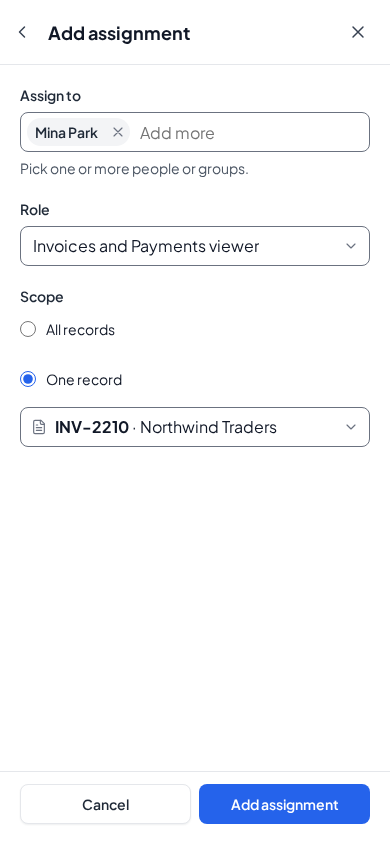 Add assignment
Assign to
Mina Park Add more
Pick one or more people or groups.
Role
Invoices and Payments viewer
Scope
All records
One record
INV-2210 · Northwind Traders
Cancel Add assignment